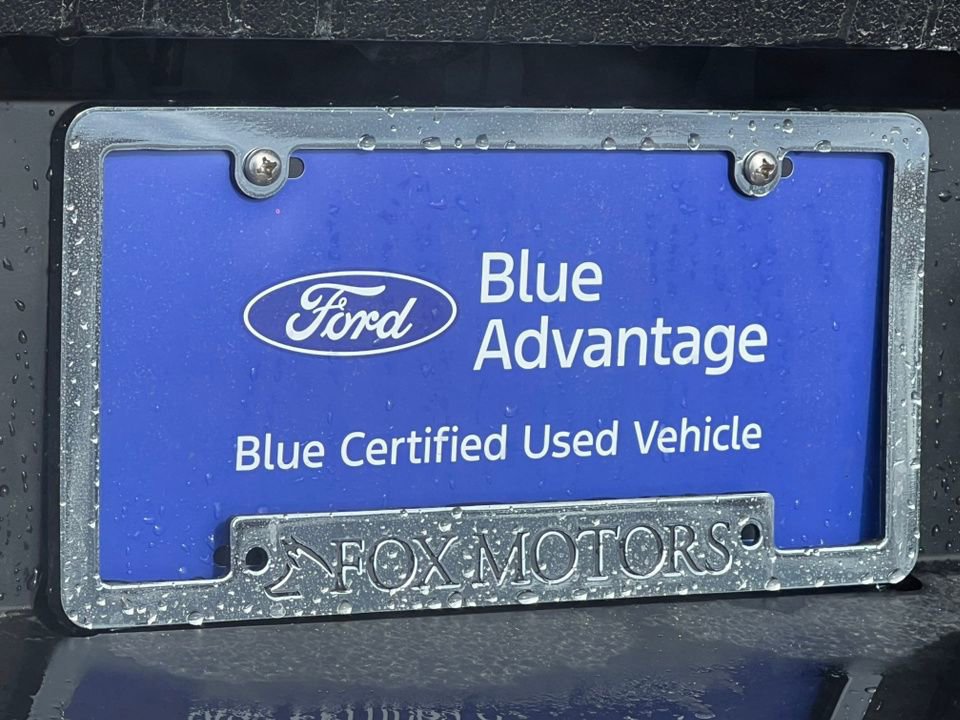 Ford
Blue
Advantage
Blue Certified Used Vehicle
FOX MOTORS